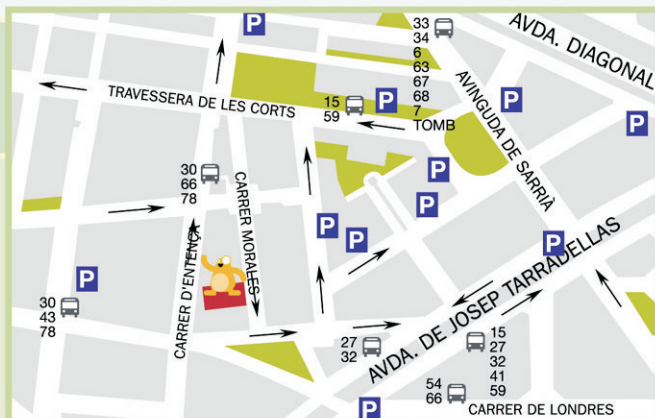 P
33
34
6
63
67
68
7
TOMB
AVDA. DIAGONAL
AVINGUDA DE SARRIÀ
P
P
TRAVESSERA DE LES CORTS
15
59
P
P
30
66
78
CARRER MORALES
P
P
P
P
CARRER D'ENTENÇA
P
30
43
78
AVDA. DE JOSEP TARRADELLAS
27
32
15
27
32
41
59
54
66
P
CARRER DE LONDRES